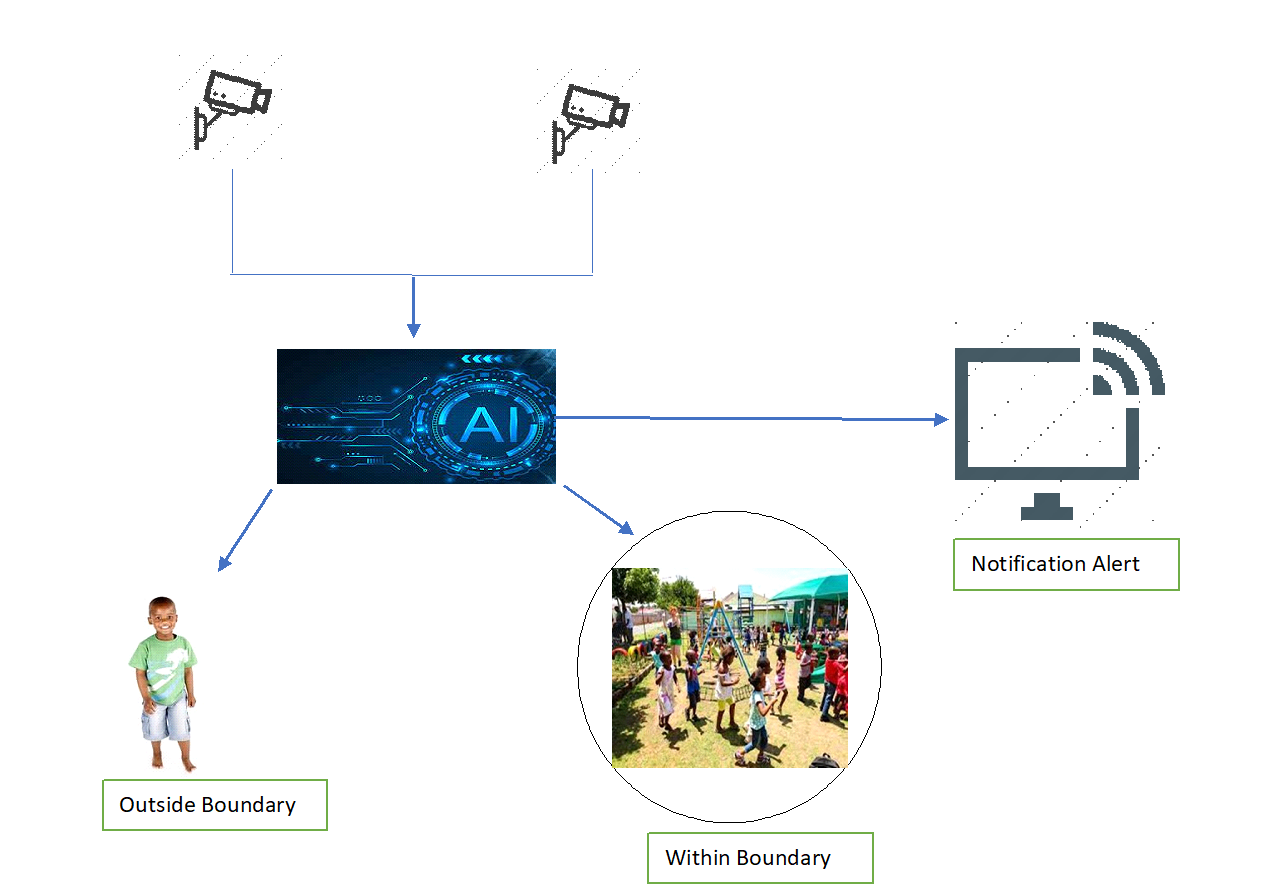 AI
Notification Alert
Outside Boundary
Within Boundary